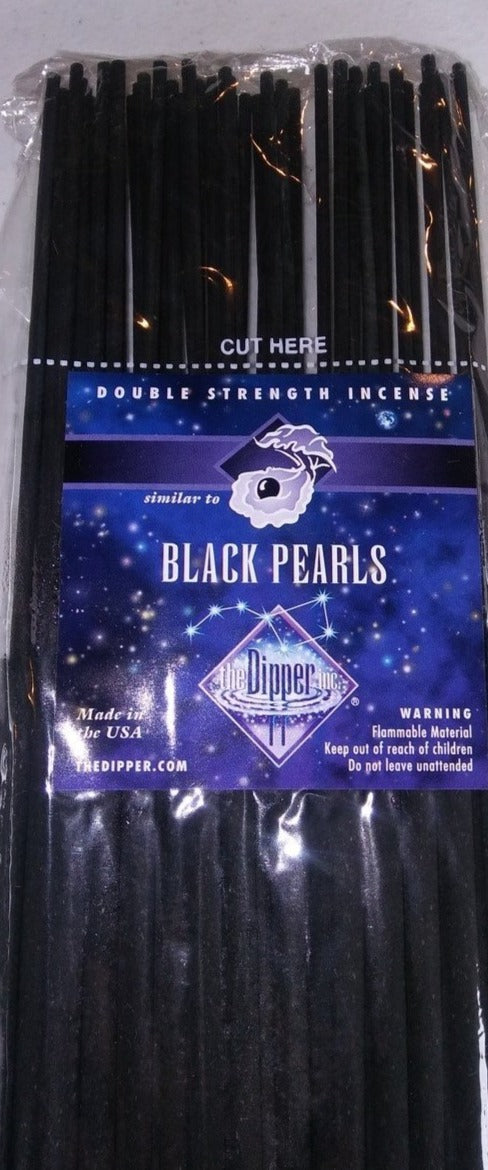 CUT HERE
DOUBLE STRENGTH INCENSE
similar to
BLACK PEARLS
the Dipper inc.
®
Made in
the USA
THEDIPPER.COM
WARNING
Flammable Material
Keep out of reach of children
Do not leave unattended